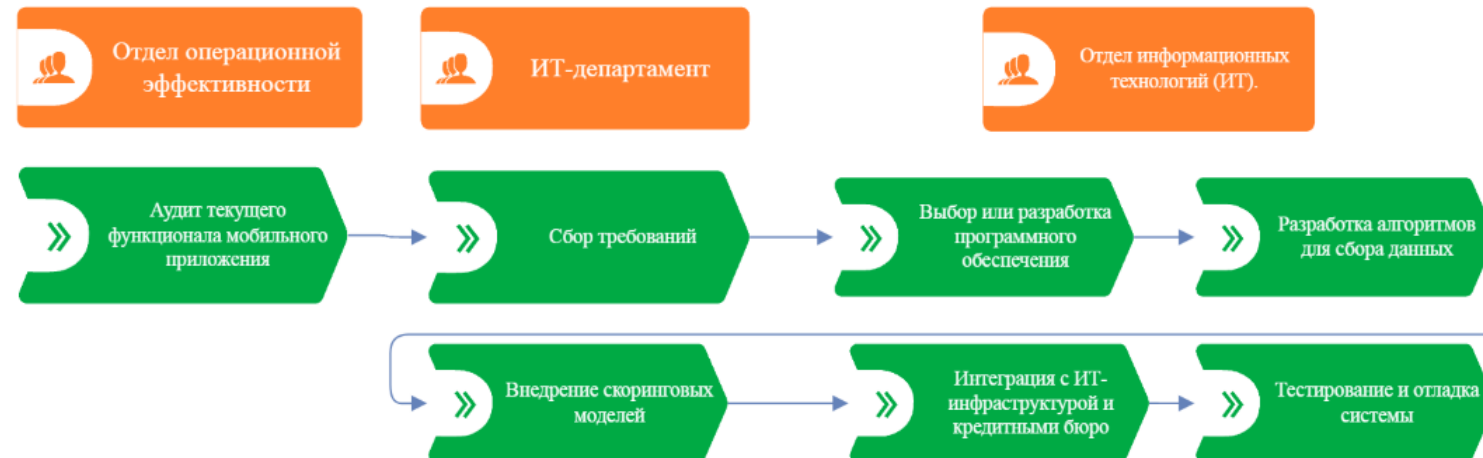 Отдел операционной
эффективности
ИТ-департамент
Отдел информационных
технологий (ИТ).
Аудит текущего
функционала мобильного
приложения
Сбор требований
Выбор или разработка
программного
обеспечения
Разработка алгоритмов
для сбора данных
Внедрение скоринговых
моделей
Интеграция с ИТ-
инфраструктурой и
кредитными бюро
Тестирование и отладка
системы